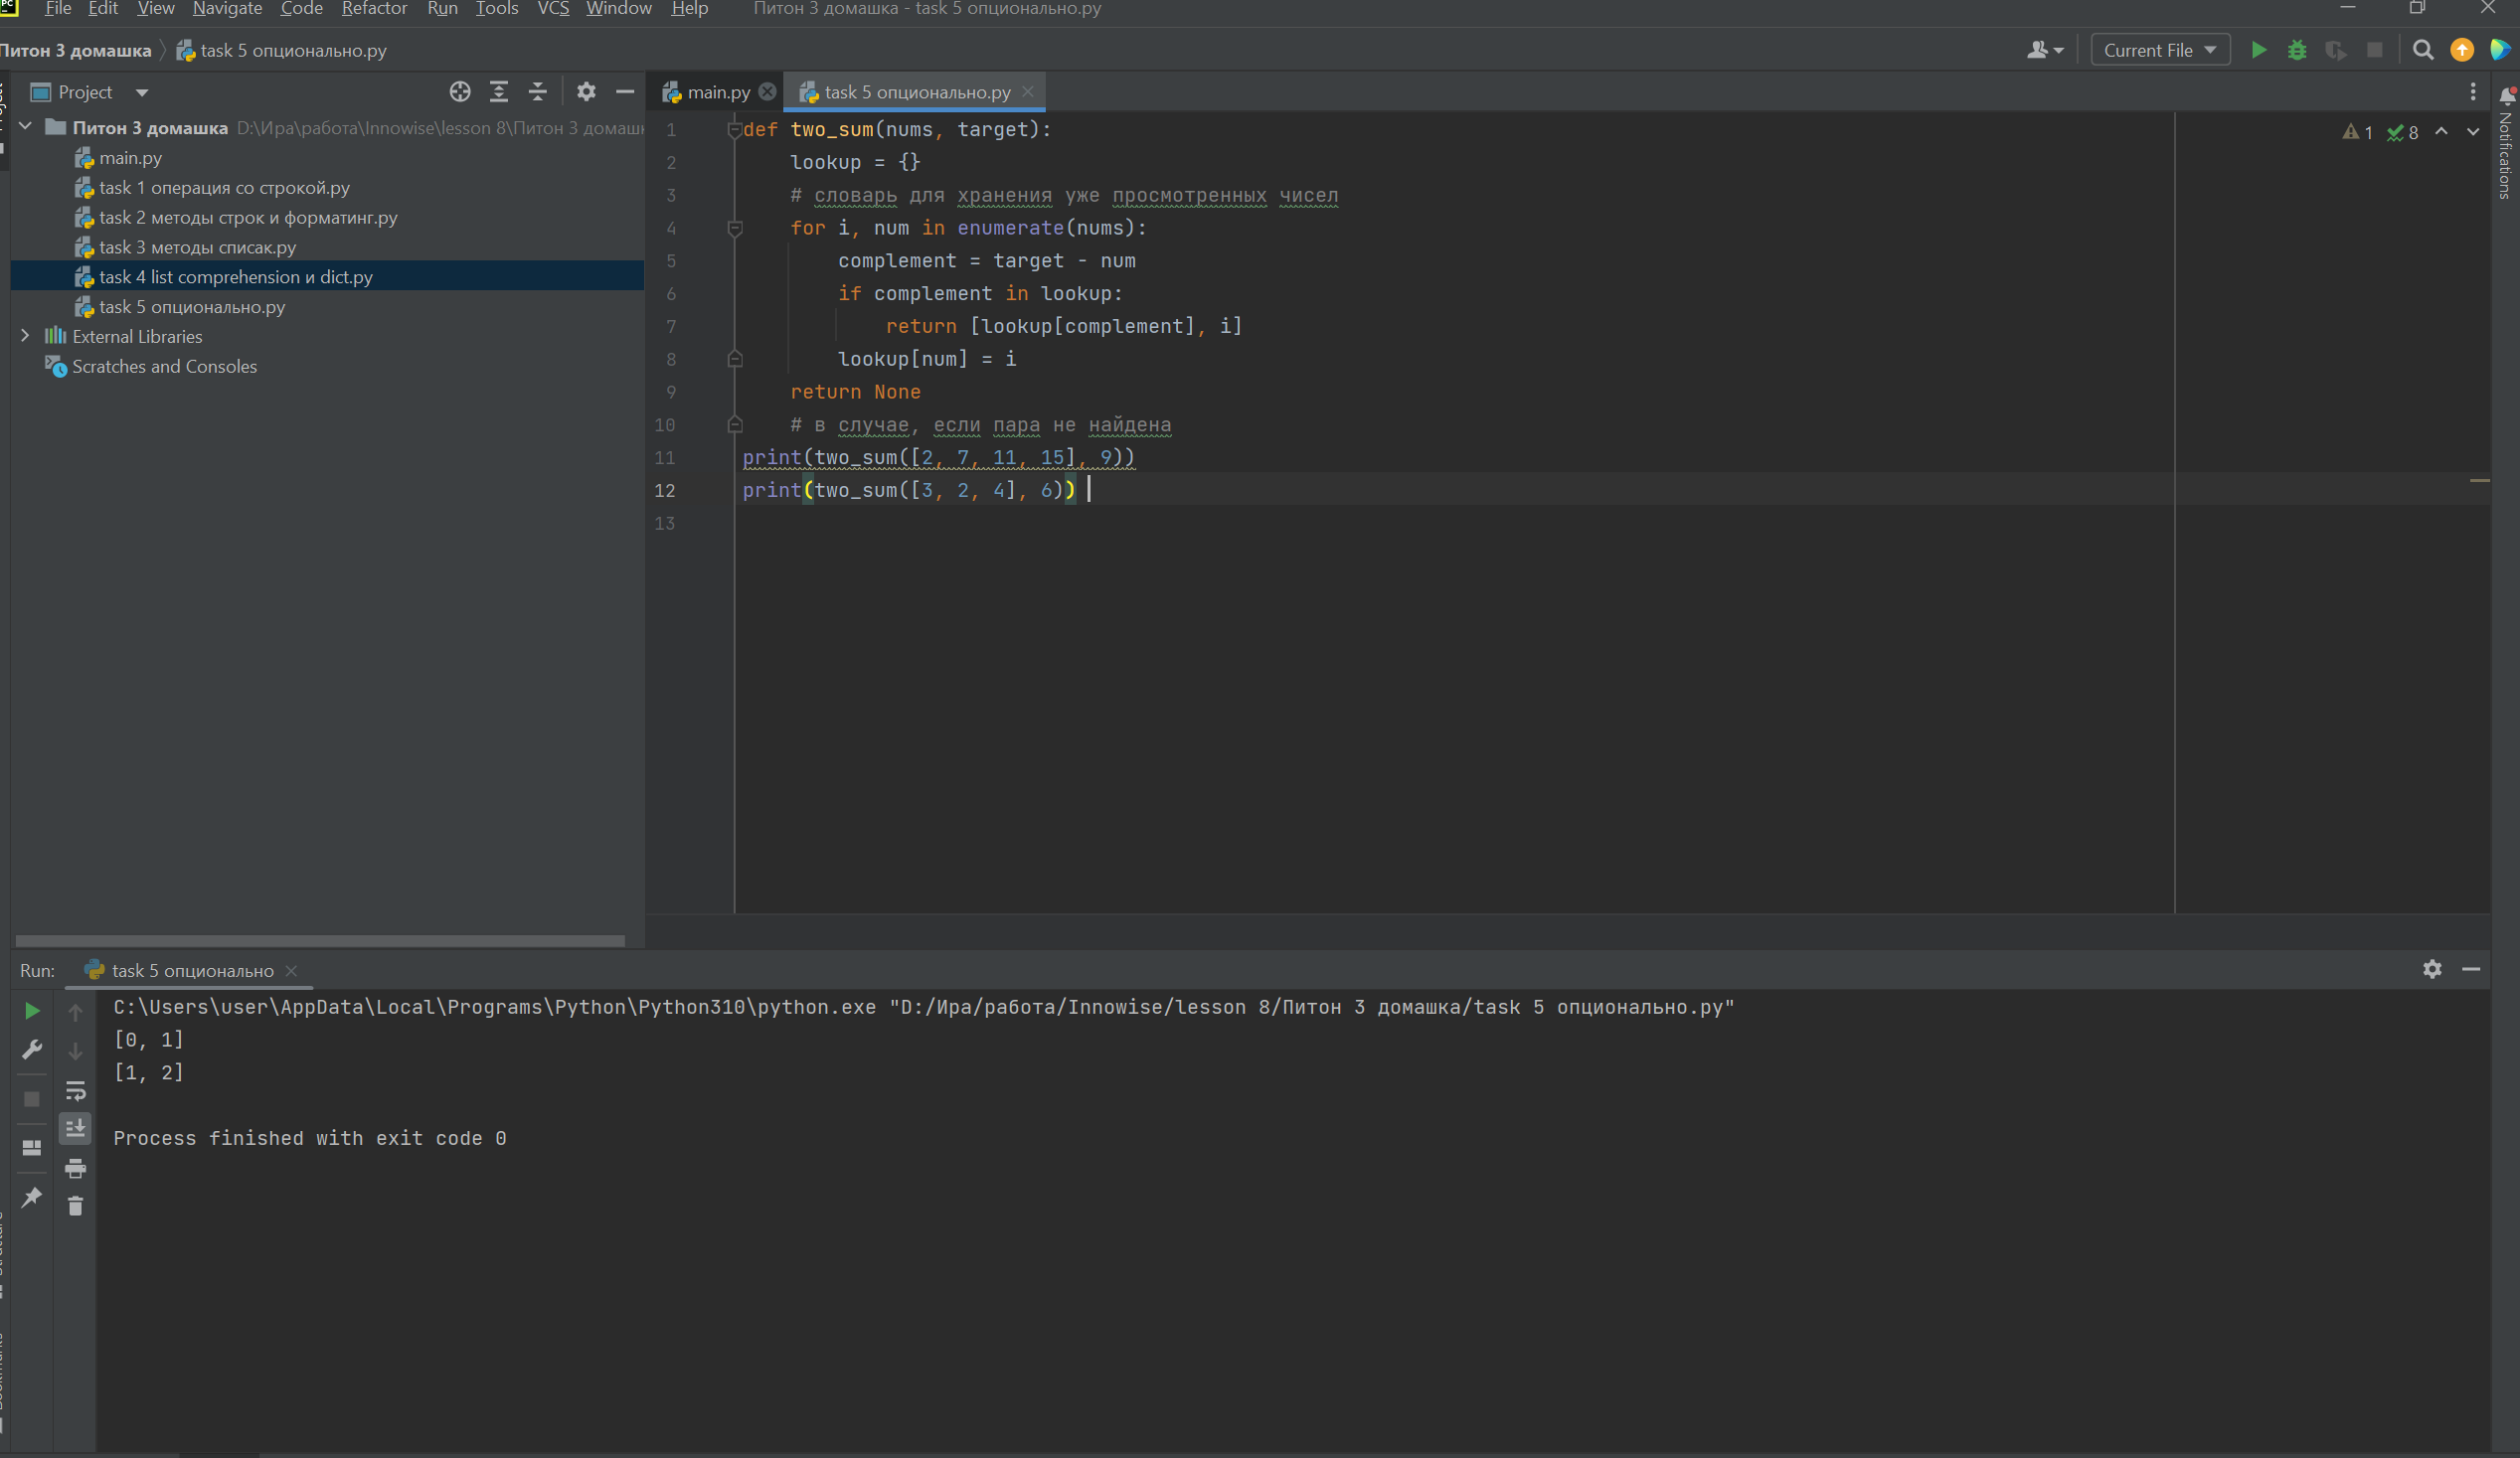 PC File Edit View Navigate Code Refactor Run Tools VCS Window Help Питон 3 домашка - task 5 опционально.py
Питон 3 домашка task 5 опционально.py Current File
Project
main.py task 5 опционально.py
Питон 3 домашка D:\Ира\работа\Innowise\lesson 8\Питон 3
main.py
task 1 операция со строкой.py
task 2 методы строк и форматинг.py
task 3 методы списак.py
task 4 list comprehension и dict.py
task 5 опционально.py
External Libraries
Scratches and Consoles
1 def two_sum(nums, target):
2 lookup = {}
3 # словарь для хранения уже просмотренных чисел
4 for i, num in enumerate(nums):
5 complement = target - num
6 if complement in lookup:
7 return [lookup[complement], i]
8 lookup[num] = i
9 return None
10 # в случае, если пара не найдена
11 print(two_sum([2, 7, 11, 15], 9))
12 print(two_sum([3, 2, 4], 6))
13
1 8
Notifications
Run: task 5 опционально
C:\Users\user\AppData\Local\Programs\Python\Python310\python.exe "D:/Ира/работа/Innowise/lesson 8/Питон 3 домашка/task 5 опционально.py"
[0, 1]
[1, 2]
Process finished with exit code 0